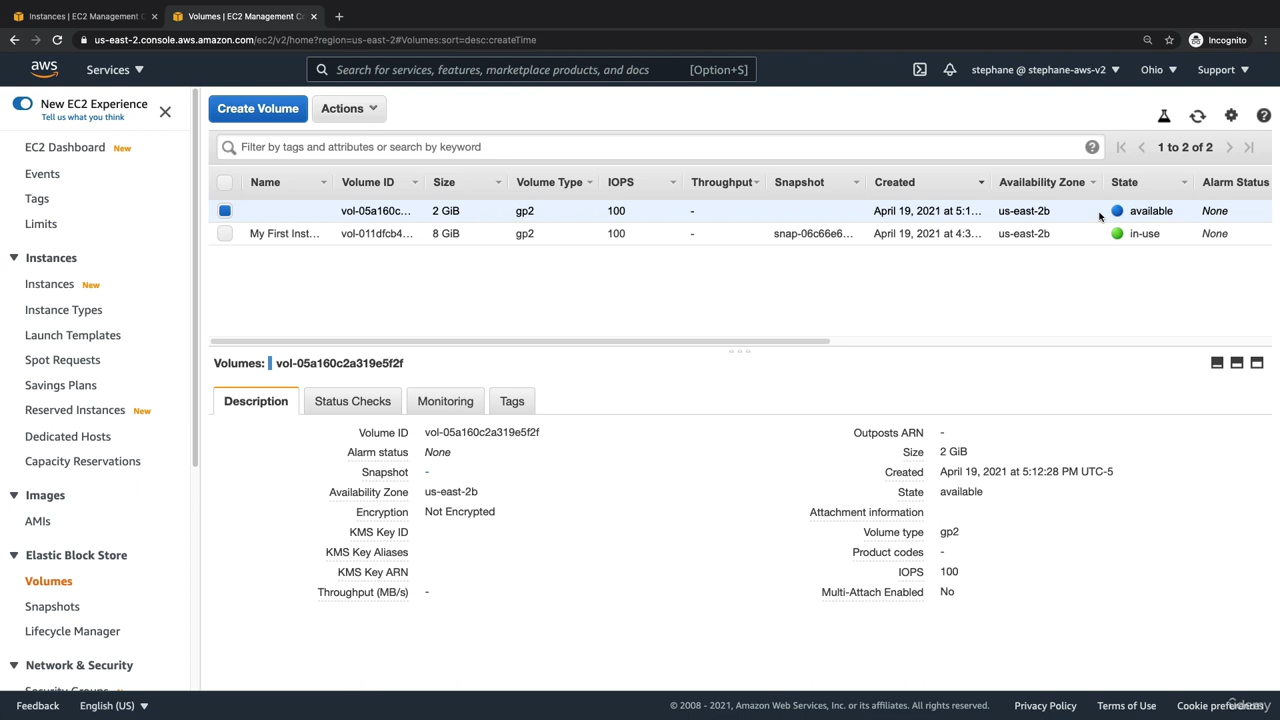 Instances | EC2 Management C
Volumes | EC2 Management Co
us-east-2.console.aws.amazon.com/ec2/v2/home?region=us-east-2#Volumes:sort=desc:createTime
Incognito
aws
Services
Search for services, features, marketplace products, and docs
[Option+S]
stephane @ stephane-aws-v2
Ohio
Support
New EC2 Experience
Tell us what you think
EC2 Dashboard New
Events
Tags
Limits
Instances
Instances New
Instance Types
Launch Templates
Spot Requests
Savings Plans
Reserved Instances New
Dedicated Hosts
Capacity Reservations
Images
AMIs
Elastic Block Store
Volumes
Snapshots
Lifecycle Manager
Network & Security
Security Groups
Create Volume
Actions
Filter by tags and attributes or search by keyword
1 to 2 of 2
Name Volume ID Size Volume Type IOPS Throughput Snapshot Created Availability Zone State Alarm Status
vol-05a160c... 2 GiB gp2 100 - April 19, 2021 at 5:1... us-east-2b available None
My First Inst... vol-011dfcb4... 8 GiB gp2 100 - snap-06c66e6... April 19, 2021 at 4:3... us-east-2b in-use None
Volumes: vol-05a160c2a319e5f2f
Description Status Checks Monitoring Tags
Volume ID vol-05a160c2a319e5f2f
Alarm status None
Snapshot -
Availability Zone us-east-2b
Encryption Not Encrypted
KMS Key ID
KMS Key Aliases
KMS Key ARN
Throughput (MB/s) -
Outposts ARN -
Size 2 GiB
Created April 19, 2021 at 5:12:28 PM UTC-5
State available
Attachment information
Volume type gp2
Product codes -
IOPS 100
Multi-Attach Enabled No
Feedback
English (US)
© 2008 - 2021, Amazon Web Services, Inc. or its affiliates. All rights reserved.
Privacy Policy
Terms of Use
Cookie preferences
Udemy